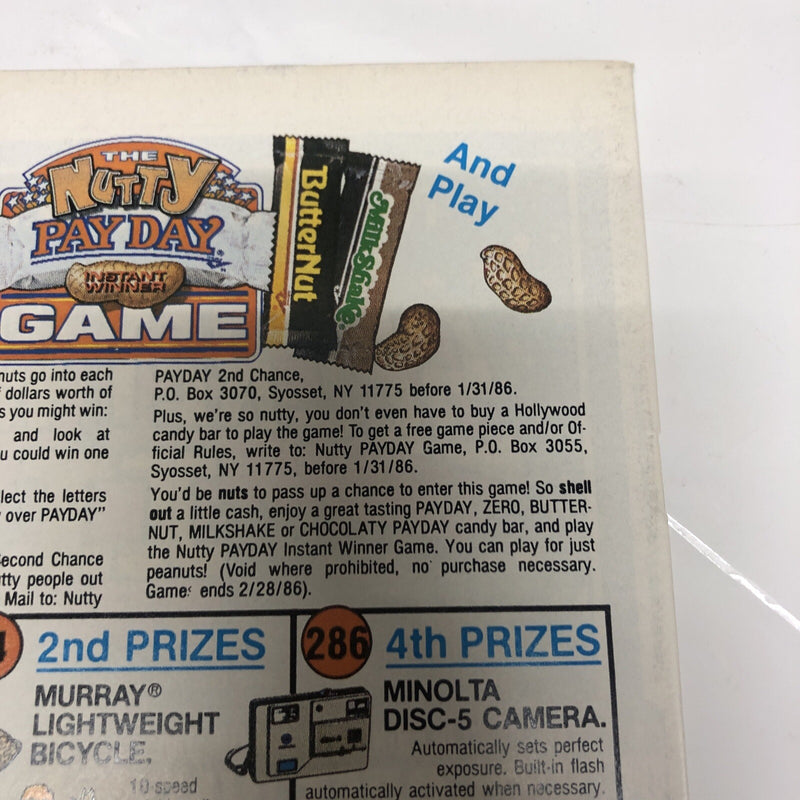 THE
NUTTY
PAYDAY
INSTANT
WINNER
GAME
ButterNut
MilkShake
And
Play
nuts go into each
dollars worth of
s you might win:
and look at
u could win one
lect the letters
over PAYDAY"
econd Chance
tty people out
Mail to: Nutty
PAYDAY 2nd Chance,
P.O. Box 3070, Syosset, NY 11775 before 1/31/86.
Plus, we're so nutty, you don't even have to buy a Hollywood
candy bar to play the game! To get a free game piece and/or Of-
ficial Rules, write to: Nutty PAYDAY Game, P.O. Box 3055,
Syosset, NY 11775, before 1/31/86.
You'd be nuts to pass up a chance to enter this game! So shell
out a little cash, enjoy a great tasting PAYDAY, ZERO, BUTTER-
NUT, MILKSHAKE or CHOCOLATY PAYDAY candy bar, and play
the Nutty PAYDAY Instant Winner Game. You can play for just
peanuts! (Void where prohibited, no purchase necessary.
Game ends 2/28/86).
4
2nd PRIZES
MURRAY®
LIGHTWEIGHT
BICYCLE.
10-speed
286
4th PRIZES
MINOLTA
DISC-5 CAMERA.
Automatically sets perfect
exposure. Built-in flash
automatically activated when necessary.